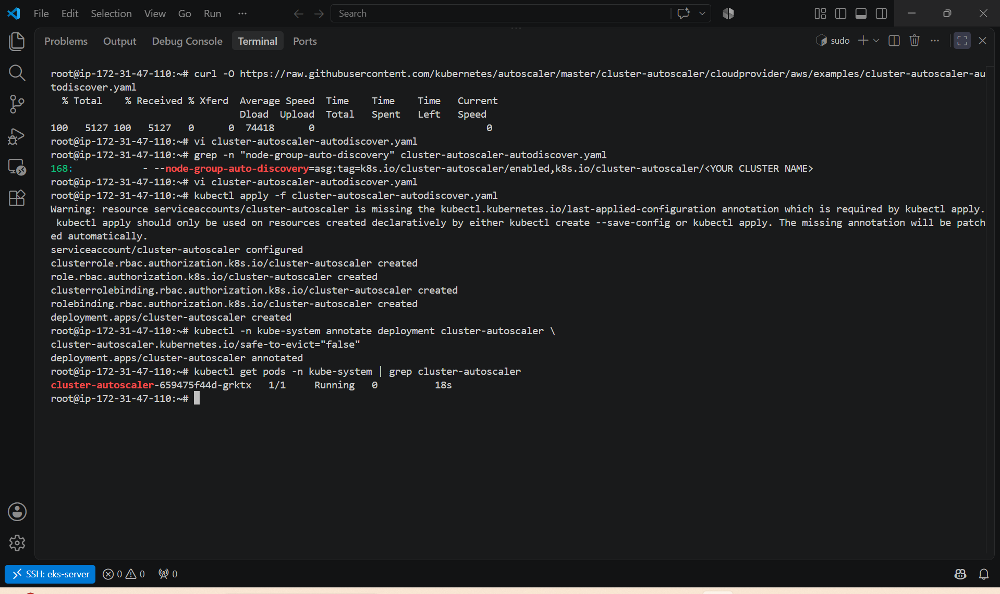 File Edit Selection View Go Run ... Search
Problems Output Debug Console Terminal Ports sudo
root@ip-172-31-47-110:~# curl -O https://raw.githubusercontent.com/kubernetes/autoscaler/master/cluster-autoscaler/cloudprovider/aws/examples/cluster-autoscaler-au
todiscover.yaml
% Total % Received % Xferd Average Speed Time Time Time Current
Dload Upload Total Spent Left Speed
100 5127 100 5127 0 0 74418 0 0
root@ip-172-31-47-110:~# vi cluster-autoscaler-autodiscover.yaml
root@ip-172-31-47-110:~# grep -n "node-group-auto-discovery" cluster-autoscaler-autodiscover.yaml
168: - --node-group-auto-discovery=asg:tag=k8s.io/cluster-autoscaler/enabled,k8s.io/cluster-autoscaler/<YOUR CLUSTER NAME>
root@ip-172-31-47-110:~# vi cluster-autoscaler-autodiscover.yaml
root@ip-172-31-47-110:~# kubectl apply -f cluster-autoscaler-autodiscover.yaml
Warning: resource serviceaccounts/cluster-autoscaler is missing the kubectl.kubernetes.io/last-applied-configuration annotation which is required by kubectl apply.
kubectl apply should only be used on resources created declaratively by either kubectl create --save-config or kubectl apply. The missing annotation will be patch
ed automatically.
serviceaccount/cluster-autoscaler configured
clusterrole.rbac.authorization.k8s.io/cluster-autoscaler created
role.rbac.authorization.k8s.io/cluster-autoscaler created
clusterrolebinding.rbac.authorization.k8s.io/cluster-autoscaler created
rolebinding.rbac.authorization.k8s.io/cluster-autoscaler created
deployment.apps/cluster-autoscaler created
root@ip-172-31-47-110:~# kubectl -n kube-system annotate deployment cluster-autoscaler \
cluster-autoscaler.kubernetes.io/safe-to-evict="false"
deployment.apps/cluster-autoscaler annotated
root@ip-172-31-47-110:~# kubectl get pods -n kube-system | grep cluster-autoscaler
cluster-autoscaler-659475f44d-grktx 1/1 Running 0 18s
root@ip-172-31-47-110:~#
SSH: eks-server 0 0 0